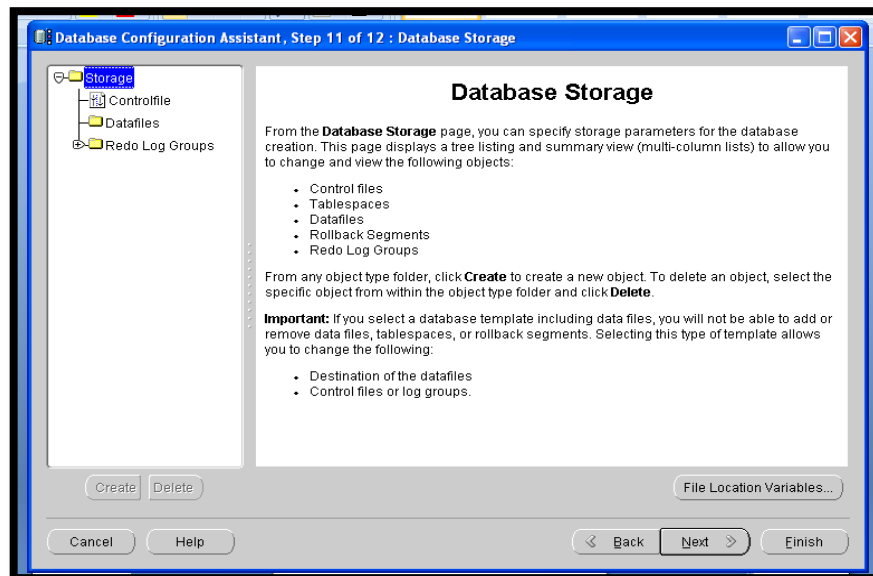 Database Configuration Assistant, Step 11 of 12 : Database Storage
Storage
Controlfile
Datafiles
Redo Log Groups
Database Storage
From the Database Storage page, you can specify storage parameters for the database
creation. This page displays a tree listing and summary view (multi-column lists) to allow you
to change and view the following objects:
• Control files
• Tablespaces
• Datafiles
• Rollback Segments
• Redo Log Groups
From any object type folder, click Create to create a new object. To delete an object, select the
specific object from within the object type folder and click Delete.
Important: If you select a database template including data files, you will not be able to add or
remove data files, tablespaces, or rollback segments. Selecting this type of template allows
you to change the following:
• Destination of the datafiles
• Control files or log groups.
Create Delete
File Location Variables...
Cancel Help Back Next Finish